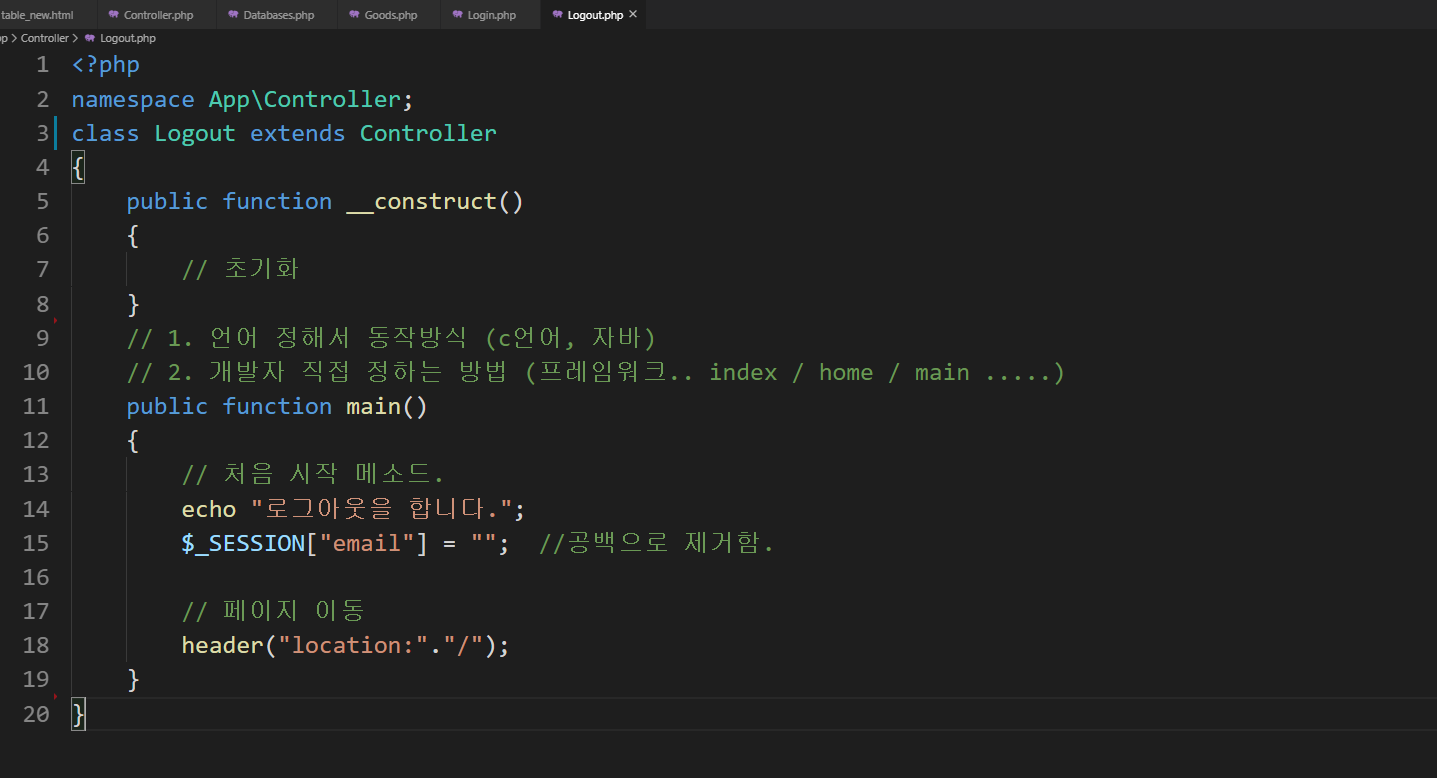 table_new.html Controller.php Databases.php Goods.php Login.php Logout.php ×
pp > Controller > Logout.php
1 <?php
2 namespace App\Controller;
3 class Logout extends Controller
4 {
5 public function __construct()
6 {
7 // 초기화
8 }
9 // 1. 언어 정해서 동작방식 (c언어, 자바)
10 // 2. 개발자 직접 정하는 방법 (프레임워크.. index / home / main .....)
11 public function main()
12 {
13 // 처음 시작 메소드.
14 echo "로그아웃을 합니다.";
15 $_SESSION["email"] = ""; //공백으로 제거함.
16
17 // 페이지 이동
18 header("location:"."/");
19 }
20 }